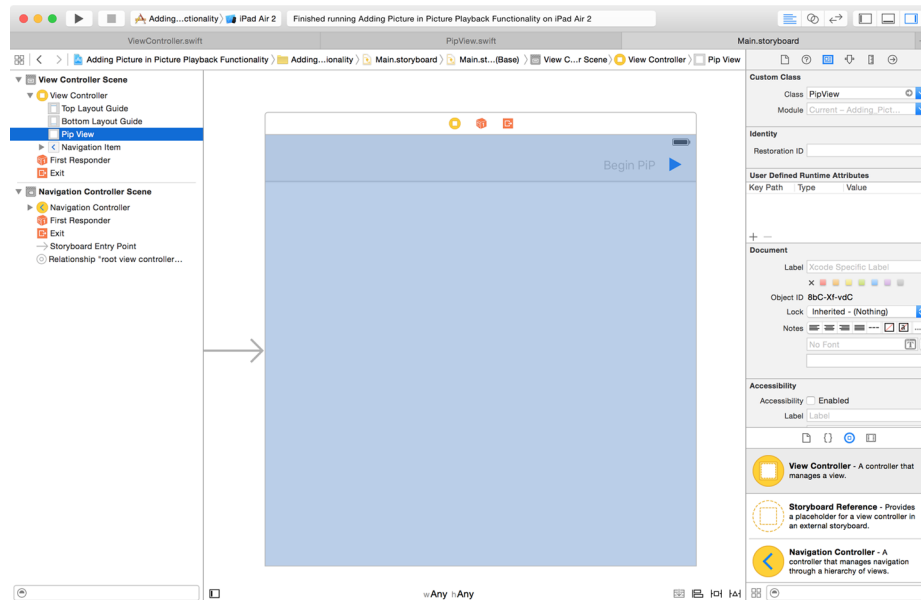 Adding...ctionality iPad Air 2
Finished running Adding Picture in Picture Playback Functionality on iPad Air 2
ViewController.swift
PipView.swift
Main.storyboard
Adding Picture in Picture Playback Functionality Adding...ionality Main.storyboard Main.st...(Base) View C...r Scene View Controller Pip View
View Controller Scene
View Controller
Top Layout Guide
Bottom Layout Guide
Pip View
Navigation Item
First Responder
Exit
Navigation Controller Scene
Navigation Controller
First Responder
Exit
Storyboard Entry Point
Relationship "root view controller...
Begin PiP
wAny hAny
Custom Class
Class PipView
Module Current – Adding_Pict...
Identity
Restoration ID
User Defined Runtime Attributes
Key Path Type Value
Document
Label Xcode Specific Label
Object ID 8bC-Xf-vdC
Lock Inherited - (Nothing)
Notes
No Font
Accessibility
Accessibility Enabled
Label Label
View Controller - A controller that
manages a view.
Storyboard Reference - Provides
a placeholder for a view controller in
an external storyboard.
Navigation Controller - A
controller that manages navigation
through a hierarchy of views.